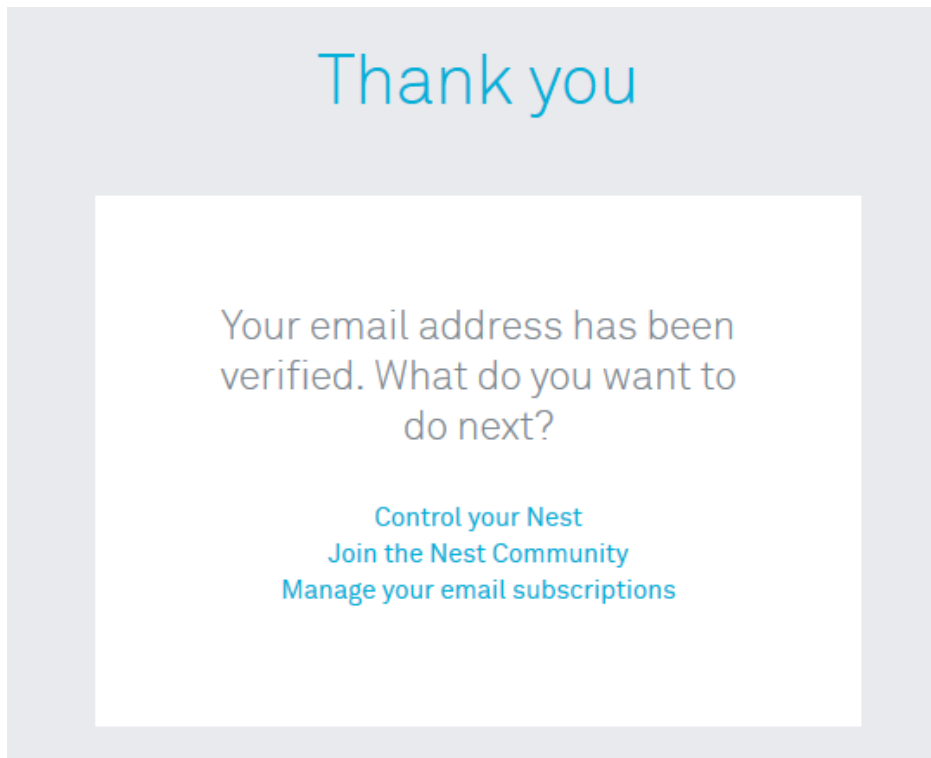 Thank you
Your email address has been
verified. What do you want to
do next?
Control your Nest
Join the Nest Community
Manage your email subscriptions